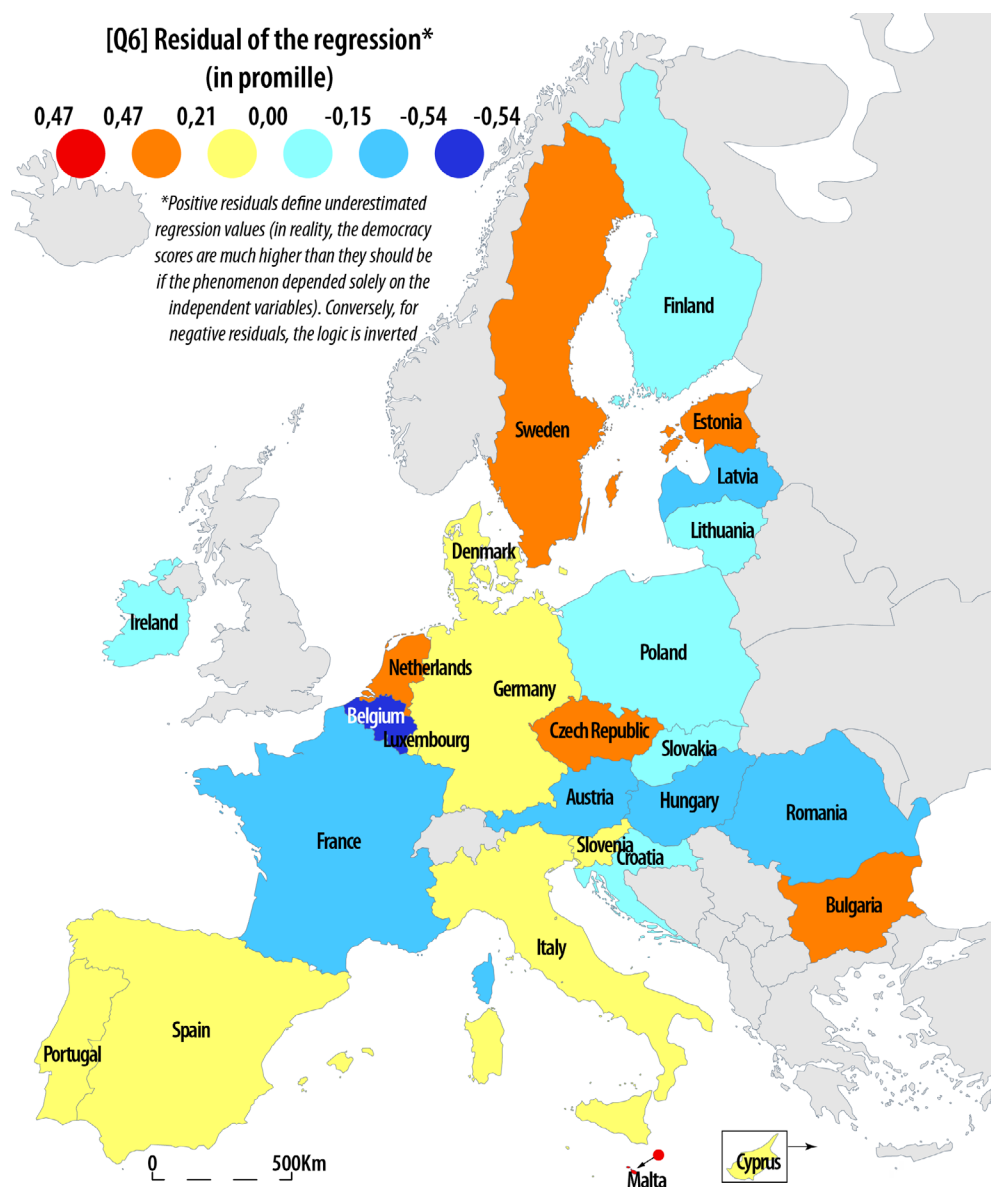 [Q6] Residual of the regression*
(in promille)
0,47 0,47 0,21 0,00 -0,15 -0,54 -0,54
*Positive residuals define underestimated
regression values (in reality, the democracy
scores are much higher than they should be
if the phenomenon depended solely on the
independent variables). Conversely, for
negative residuals, the logic is inverted
Finland
Estonia
Sweden
Latvia
Lithuania
Denmark
Ireland
Poland
Netherlands
Germany
Belgium
Czech Republic
Luxembourg
Slovakia
Austria
Hungary
Romania
France
Slovenia
Croatia
Bulgaria
Italy
Spain
Portugal
0 500Km
Cyprus
Malta